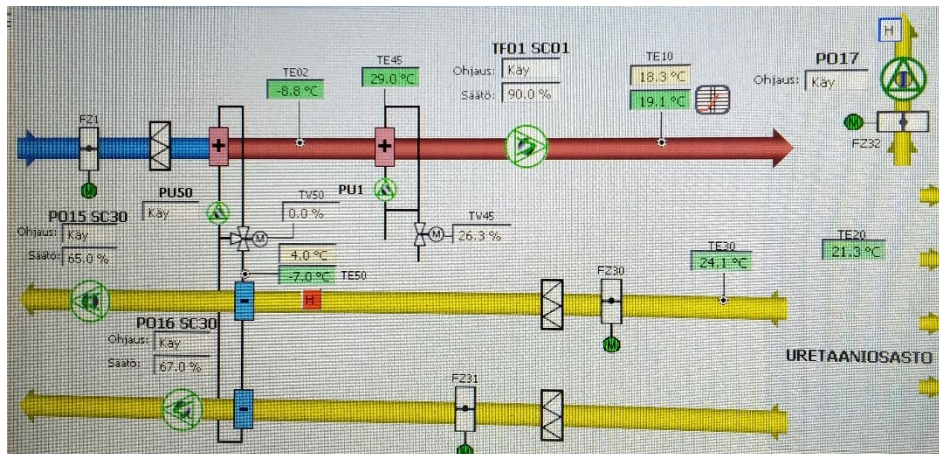 H
TF01 SC01
Ohjaus: Käy
Säätö: 90.0 %
TE10
18.3 °C
19.1 °C
PO17
Ohjaus: Käy
TE02
-8.8 °C
TE45
29.0 °C
FZ1
M
FZ32
M
PU50
Käy
PU1
TV50
0.0 %
M
TV45
26.3 %
M
PO15 SC30
Ohjaus: Käy
Säätö: 65.0 %
4.0 °C
-7.0 °C TE50
H
FZ30
M
TE30
24.1 °C
TE20
21.3 °C
PO16 SC30
Ohjaus: Käy
Säätö: 67.0 %
FZ31
M
URETAANIOSASTO